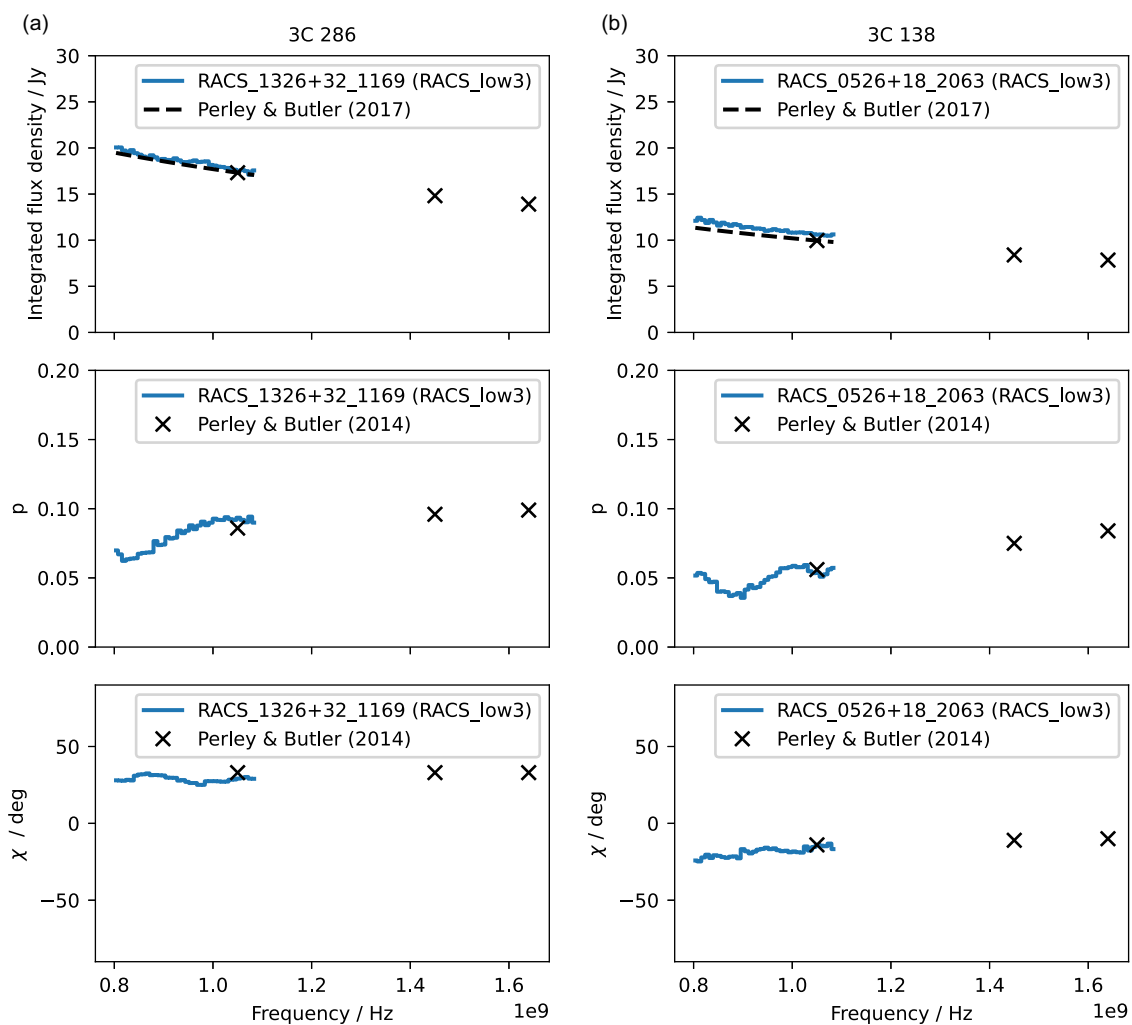 (a)
3C 286
30
25
20
15
10
5
0
Integrated flux density / Jy
RACS_1326+32_1169 (RACS_low3)
Perley & Butler (2017)
0.20
0.15
0.10
0.05
0.00
p
RACS_1326+32_1169 (RACS_low3)
Perley & Butler (2014)
50
0
−50
χ / deg
RACS_1326+32_1169 (RACS_low3)
Perley & Butler (2014)
0.8 1.0 1.2 1.4 1.6
1e9
Frequency / Hz
(b)
3C 138
30
25
20
15
10
5
0
Integrated flux density / Jy
RACS_0526+18_2063 (RACS_low3)
Perley & Butler (2017)
0.20
0.15
0.10
0.05
0.00
p
RACS_0526+18_2063 (RACS_low3)
Perley & Butler (2014)
50
0
−50
χ / deg
RACS_0526+18_2063 (RACS_low3)
Perley & Butler (2014)
0.8 1.0 1.2 1.4 1.6
1e9
Frequency / Hz